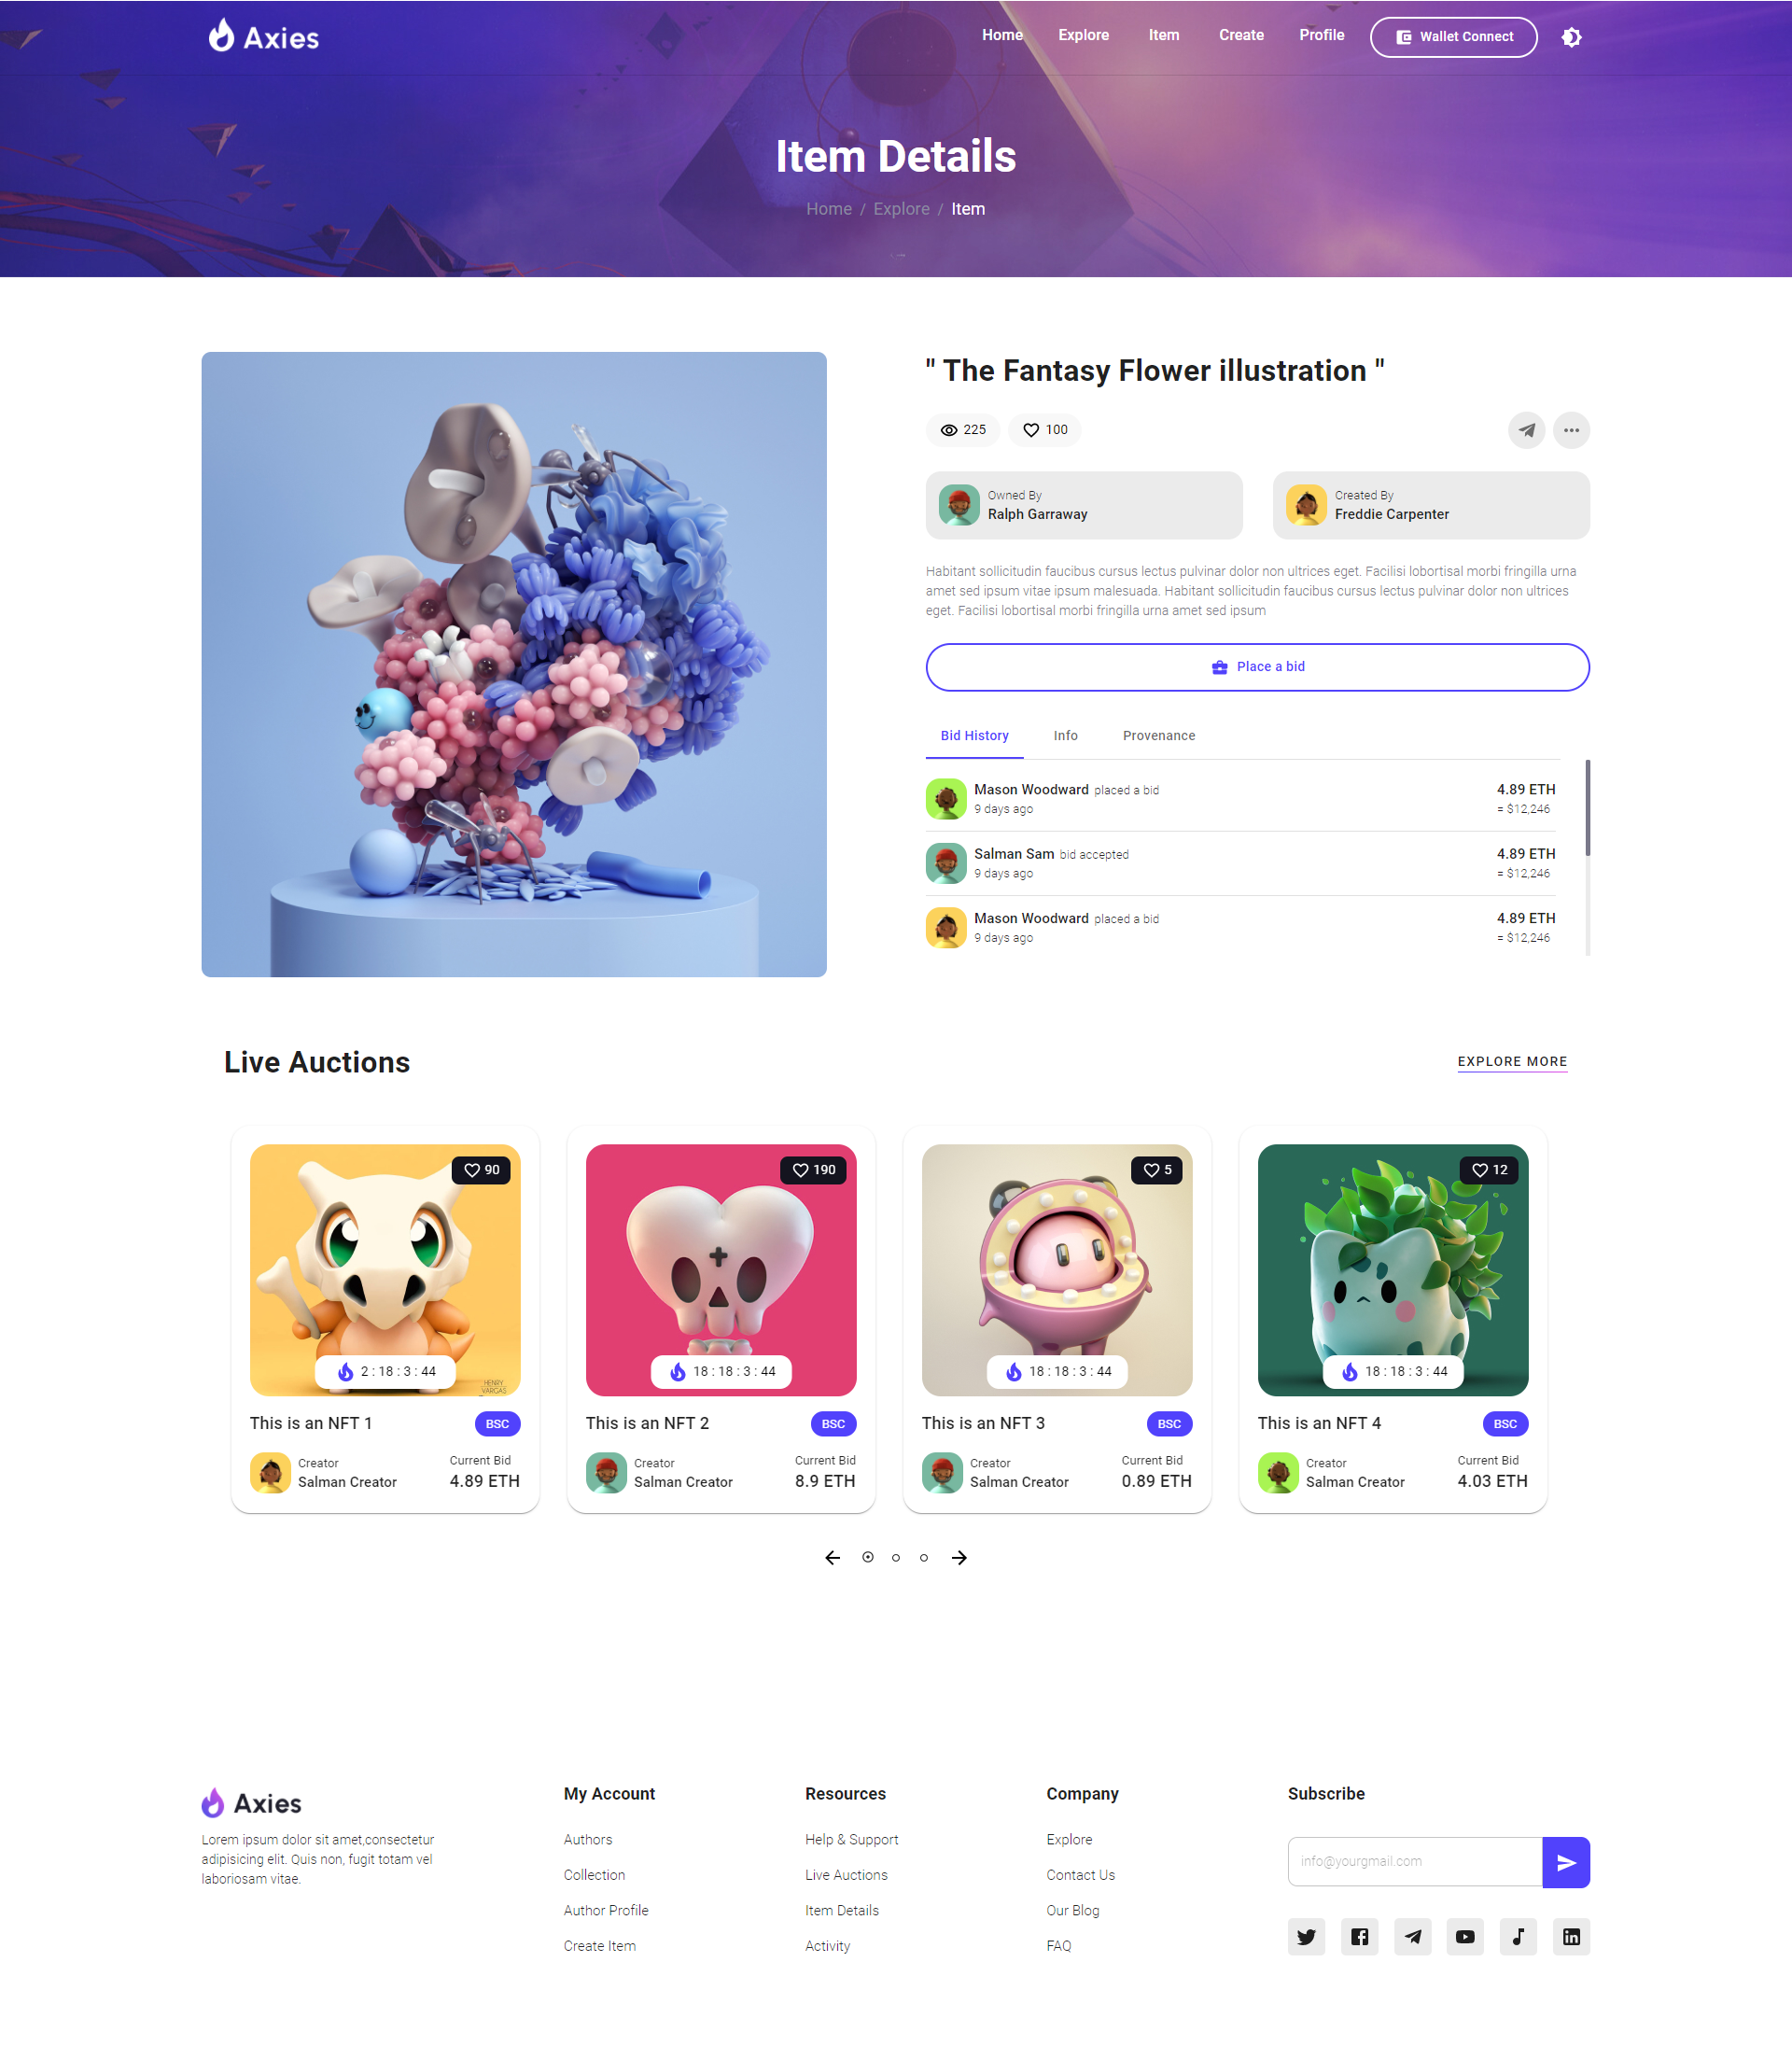 Axies
Home Explore Item Create Profile Wallet Connect
Item Details
Home / Explore / Item
" The Fantasy Flower illustration "
225 100
Owned By
Ralph Garraway
Created By
Freddie Carpenter
Habitant sollicitudin faucibus cursus lectus pulvinar dolor non ultrices eget. Facilisi lobortisal morbi fringilla urna
amet sed ipsum vitae ipsum malesuada. Habitant sollicitudin faucibus cursus lectus pulvinar dolor non ultrices
eget. Facilisi lobortisal morbi fringilla urna amet sed ipsum
Place a bid
Bid History Info Provenance
Mason Woodward placed a bid 4.89 ETH
9 days ago = $12,246
Salman Sam bid accepted 4.89 ETH
9 days ago = $12,246
Mason Woodward placed a bid 4.89 ETH
9 days ago = $12,246
Live Auctions
EXPLORE MORE
90
HENRY
VARGAS
2 : 18 : 3 : 44
This is an NFT 1 BSC
Creator Current Bid
Salman Creator 4.89 ETH
190
18 : 18 : 3 : 44
This is an NFT 2 BSC
Creator Current Bid
Salman Creator 8.9 ETH
5
18 : 18 : 3 : 44
This is an NFT 3 BSC
Creator Current Bid
Salman Creator 0.89 ETH
12
18 : 18 : 3 : 44
This is an NFT 4 BSC
Creator Current Bid
Salman Creator 4.03 ETH
Axies
Lorem ipsum dolor sit amet,consectetur
adipisicing elit. Quis non, fugit totam vel
laboriosam vitae.
My Account
Authors
Collection
Author Profile
Create Item
Resources
Help & Support
Live Auctions
Item Details
Activity
Company
Explore
Contact Us
Our Blog
FAQ
Subscribe
info@yourgmail.com